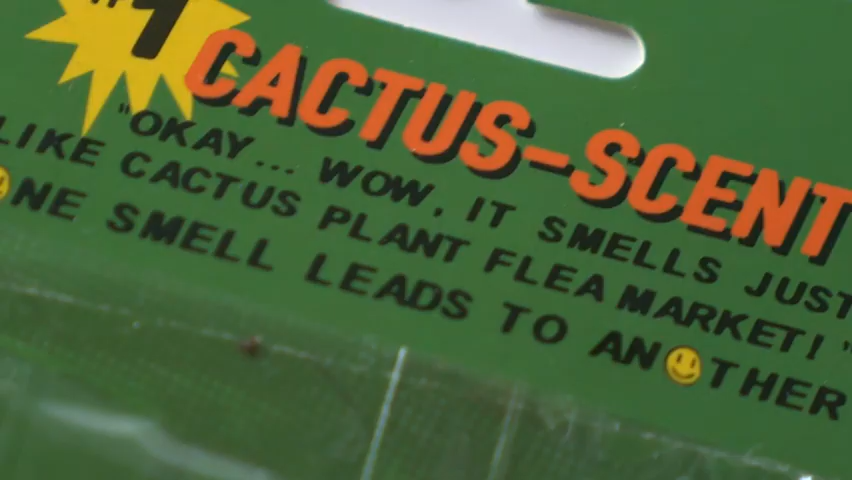 #1 CACTUS-SCENT
"OKAY... WOW, IT SMELLS JUST
LIKE CACTUS PLANT FLEA MARKET!"
ONE SMELL LEADS TO ANOTHER